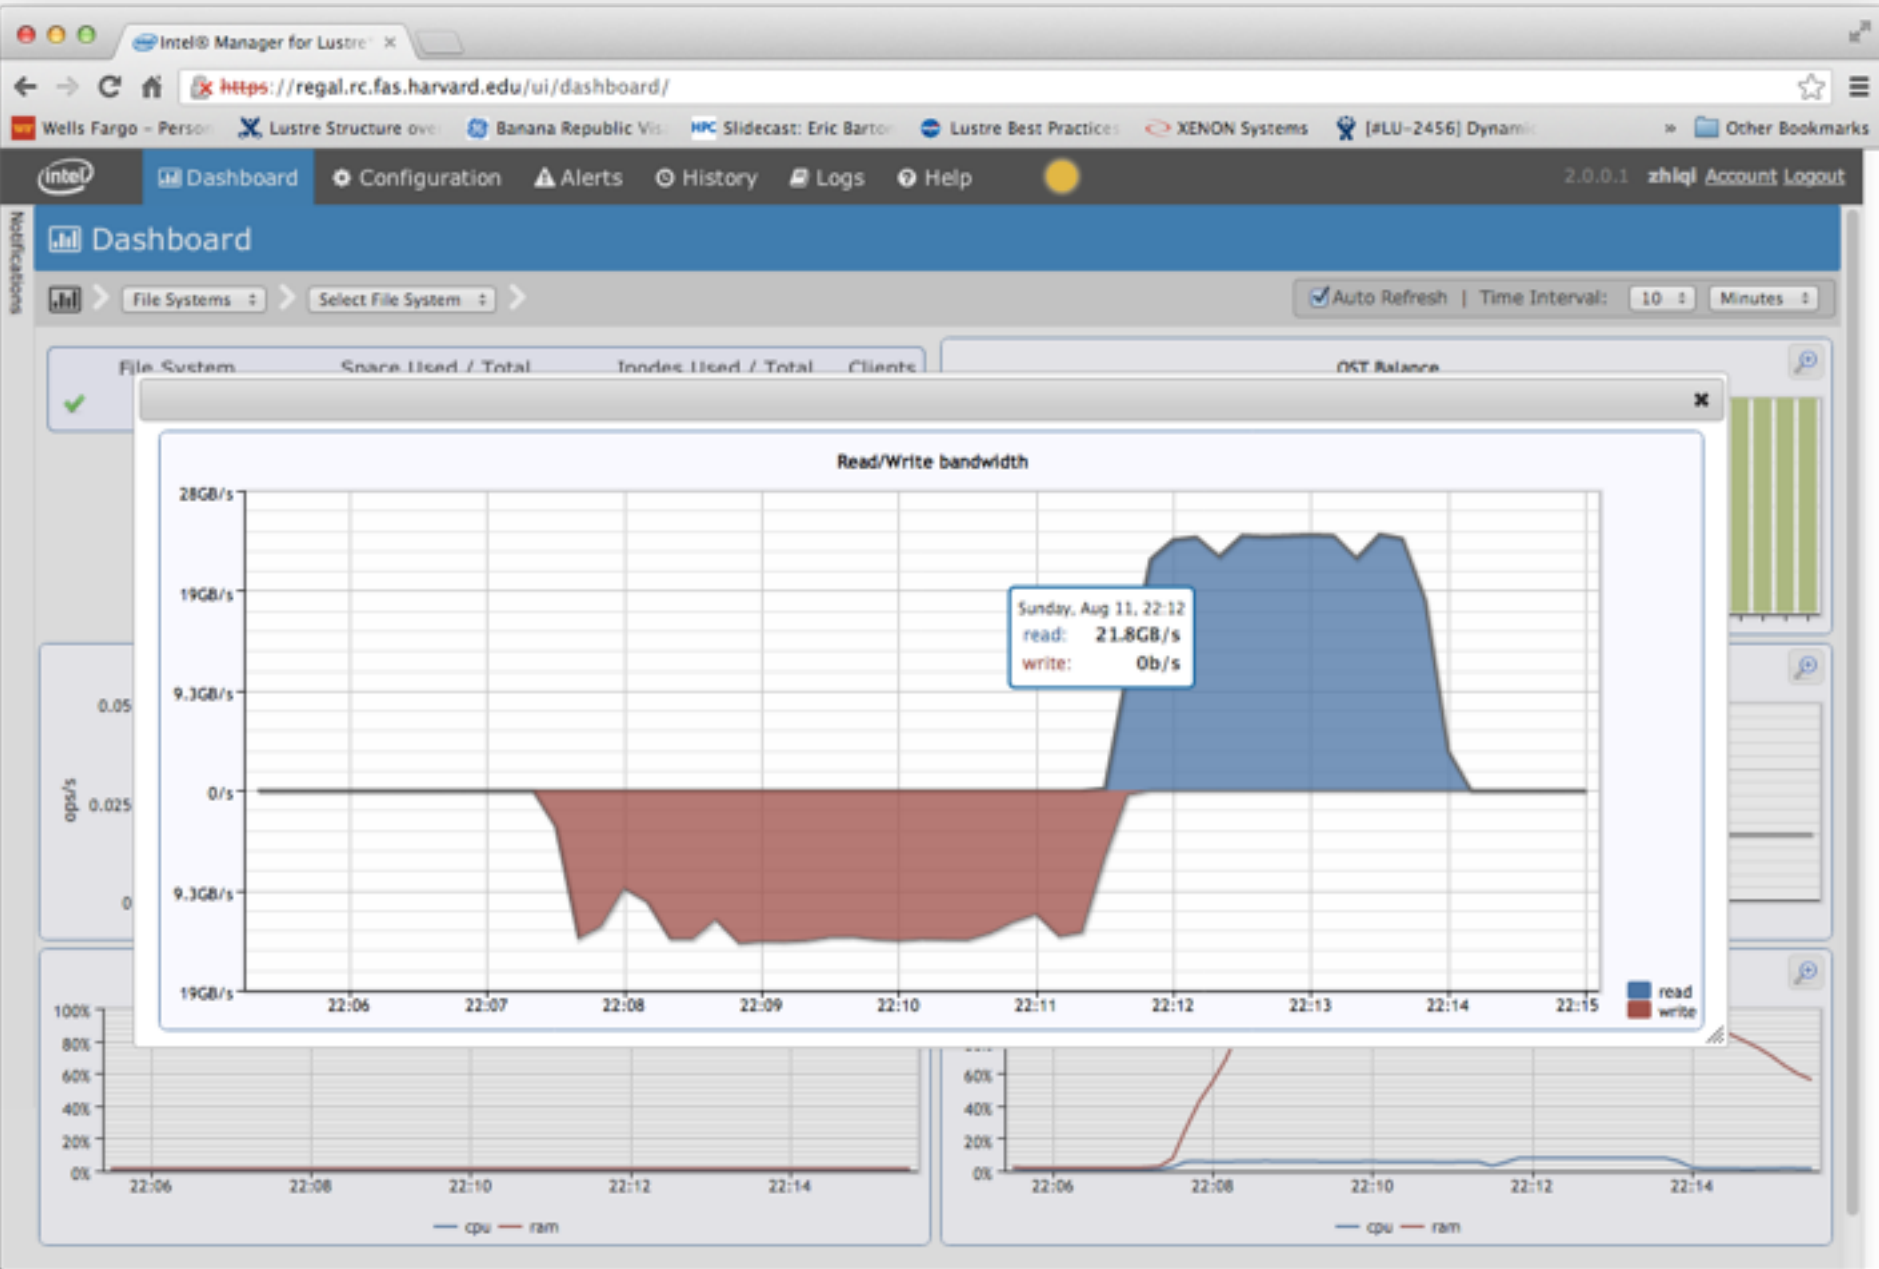 Intel® Manager for Lustre*
https://regal.rc.fas.harvard.edu/ui/dashboard/
Wells Fargo – Person
Lustre Structure ove
Banana Republic Vis
HPC Slidecast: Eric Barto
Lustre Best Practices
XENON Systems
[#LU-2456] Dynamic
»
Other Bookmarks
intel
Dashboard
Configuration
Alerts
History
Logs
Help
2.0.0.1 zhiqi Account Logout
Notifications
Dashboard
File Systems
Select File System
Auto Refresh | Time Interval: 10 Minutes
File System Space Used / Total Inodes Used / Total Clients
OST Balance
Read/Write bandwidth
28GB/s
19GB/s
9.3GB/s
0/s
9.3GB/s
19GB/s
Sunday, Aug 11, 22:12
read: 21.8GB/s
write: 0b/s
22:06 22:07 22:08 22:09 22:10 22:11 22:12 22:13 22:14 22:15
read
write
0.05
ops/s
0.025
0
100%
80%
60%
40%
20%
0%
22:06 22:08 22:10 22:12 22:14
cpu ram
60%
40%
20%
0%
22:06 22:08 22:10 22:12 22:14
cpu ram